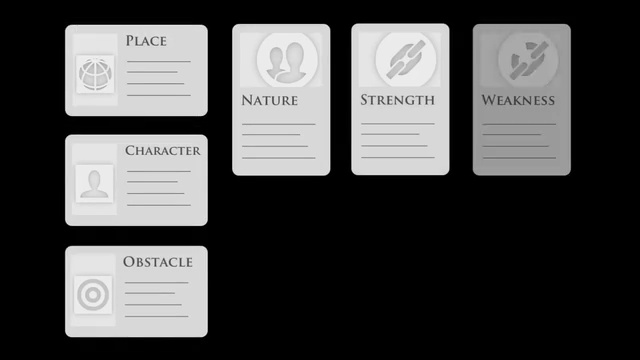 Place
Character
Obstacle
Nature
Strength
Weakness